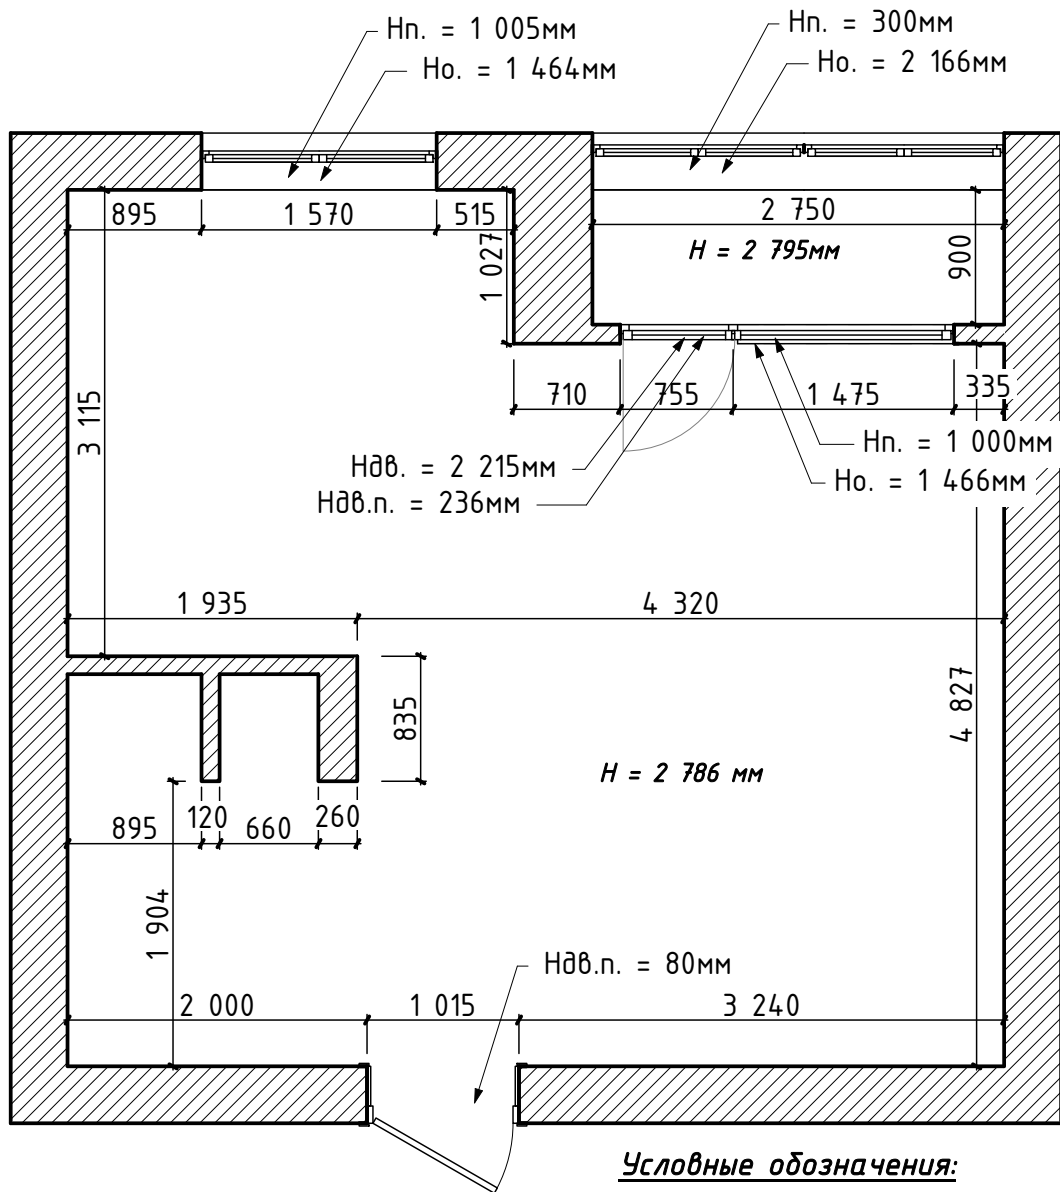 Нп. = 1 005мм
Но. = 1 464мм
Нп. = 300мм
Но. = 2 166мм
895
1 570
515
2 750
1 027
H = 2 795мм
900
3 115
710
755
1 475
335
Ндв. = 2 215мм
Ндв.п. = 236мм
Нп. = 1 000мм
Но. = 1 466мм
1 935
4 320
835
4 827
H = 2 786 мм
895
120
660
260
1 904
Ндв.п. = 80мм
2 000
1 015
3 240
Условные обозначения: